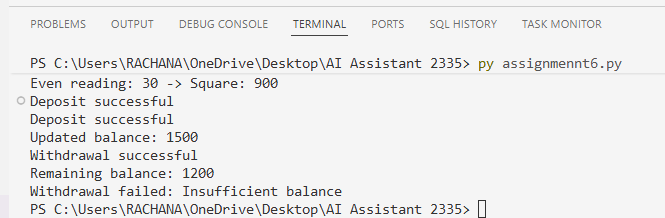 PROBLEMS OUTPUT DEBUG CONSOLE TERMINAL PORTS SQL HISTORY TASK MONITOR
PS C:\Users\RACHANA\OneDrive\Desktop\AI Assistant 2335> py assignmennt6.py
Even reading: 30 -> Square: 900
Deposit successful
Deposit successful
Updated balance: 1500
Withdrawal successful
Remaining balance: 1200
Withdrawal failed: Insufficient balance
PS C:\Users\RACHANA\OneDrive\Desktop\AI Assistant 2335>